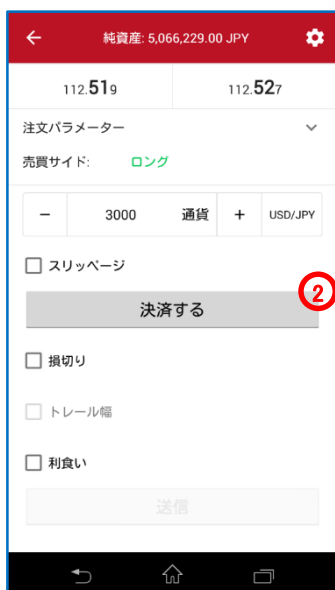 純資産: 5,066,229.00 JPY
112.519 112.527
注文パラメーター
売買サイド: ロング
− 3000 通貨 + USD/JPY
スリッページ
2
決済する
損切り
トレール幅
利食い
送信